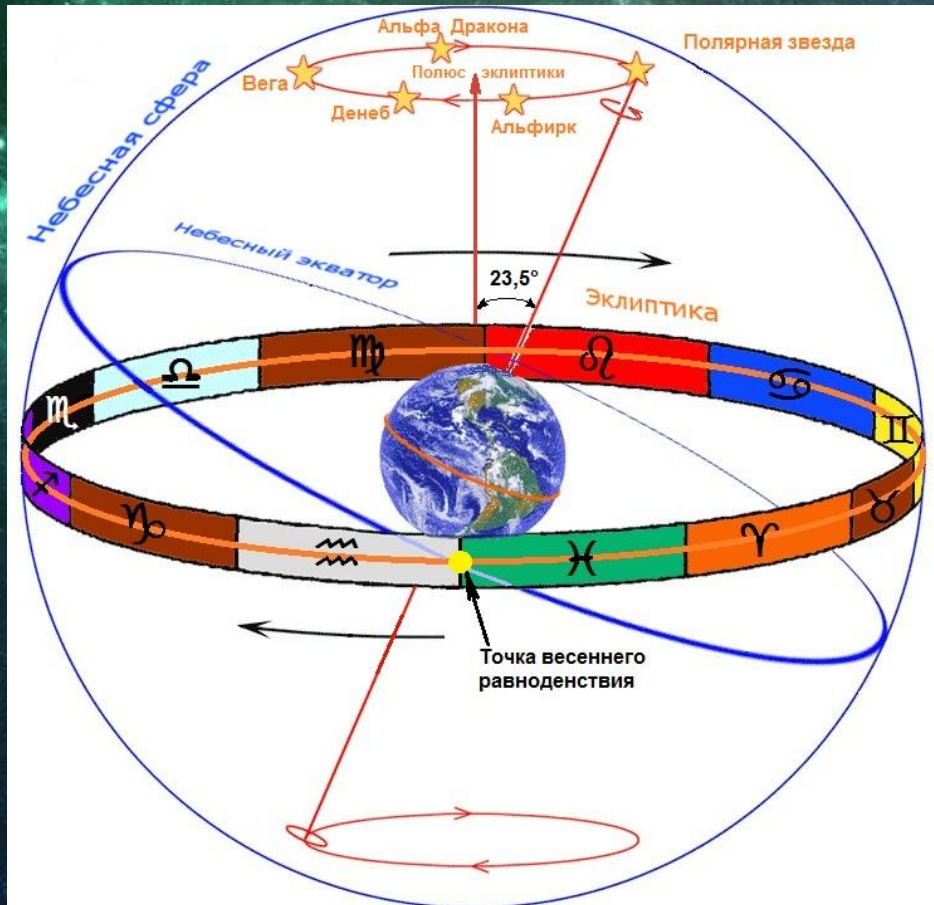 Альфа Дракона
Полярная звезда
Вега
Полюс эклиптики
Денеб
Альфирк
Небесная сфера
Небесный экватор
23,5°
Эклиптика
♏ ♎ ♍ ♌ ♋ ♊
♐ ♑ ♒ ♓ ♈ ♉
Точка весеннего
равноденствия